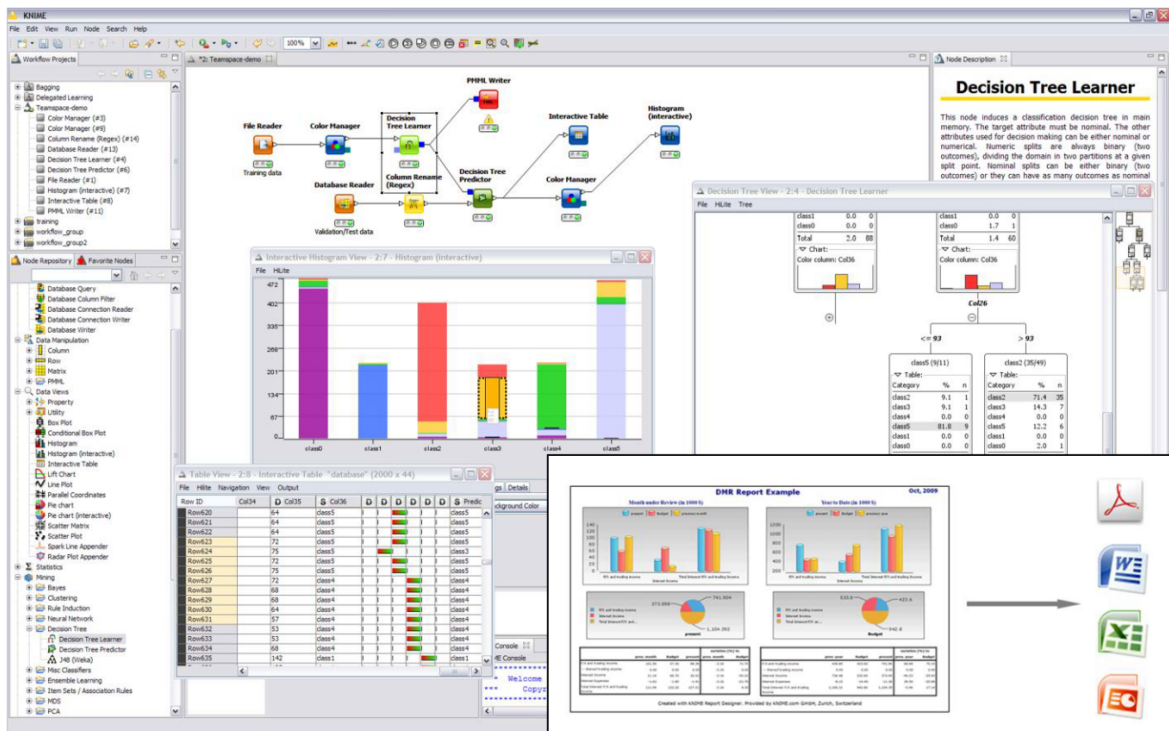 KNIME
File Edit View Run Node Search Help
100%
Workflow Projects
Bagging
Delegated Learning
Teamspace-demo
Color Manager (#3)
Color Manager (#9)
Column Rename (Regex) (#14)
Database Reader (#13)
Decision Tree Learner (#4)
Decision Tree Predictor (#6)
File Reader (#1)
Histogram (interactive) (#7)
Interactive Table (#8)
PMML Writer (#11)
training
workflow_group
workflow_group2
Node Repository Favorite Nodes
Database Query
Database Column Filter
Database Connection Reader
Database Connection Writer
Database Writer
Data Manipulation
Column
Row
Matrix
PMML
Data Views
Property
Utility
Box Plot
Conditional Box Plot
Histogram
Histogram (interactive)
Interactive Table
Lift Chart
Line Plot
Parallel Coordinates
Pie chart
Pie chart (interactive)
Scatter Matrix
Scatter Plot
Spark Line Appender
Radar Plot Appender
Statistics
Mining
Bayes
Clustering
Rule Induction
Neural Network
Decision Tree
Decision Tree Learner
Decision Tree Predictor
J48 (Weka)
Misc Classifiers
Ensemble Learning
Item Sets / Association Rules
MDS
PCA
*2: Teamspace-demo
PMML Writer
File Reader
Training data
Color Manager
Decision
Tree Learner
Interactive Table
Histogram
(interactive)
Database Reader
Validation/Test data
Column Rename
(Regex)
Decision Tree
Predictor
Color Manager
Node Description
Decision Tree Learner
This node induces a classification decision tree in main
memory. The target attribute must be nominal. The other
attributes used for decision making can be either nominal or
numerical. Numeric splits are always binary (two
outcomes), dividing the domain in two partitions at a given
split point. Nominal splits can be either binary (two
outcomes) or they can have as many outcomes as nominal
Interactive Histogram View - 2:7 - Histogram (interactive)
File HiLite
472
402
335
268
201
134
67
0
class0 class1 class2 class3 class4 class5
Decision Tree View - 2:4 - Decision Tree Learner
File HiLite Tree
class1 0.0 0
class0 0.0 0
Total 2.0 88
Chart:
Color column: Col36
class1 0.0 0
class0 1.7 1
Total 1.4 60
Chart:
Color column: Col36
Col26
<= 93 > 93
class5 (9/11)
Table:
Category % n
class2 9.1 1
class3 9.1 1
class4 0.0 0
class5 81.8 9
class1 0.0 0
class0 0.0 0
class2 (35/49)
Table:
Category % n
class2 71.4 35
class3 14.3 7
class4 0.0 0
class5 12.2 6
class1 0.0 0
class0 2.0 1
Table View - 2:8 - Interactive Table "database" (2000 x 44)
File Hilite Navigation View Output
Row ID Col34 D Col35 S Col36 D D D D D D S Predic
Row620 64 class5 class5
Row621 64 class5 class5
Row622 64 class5 class5
Row623 72 class5 class5
Row624 75 class5 class3
Row625 72 class5 class5
Row626 75 class5 class5
Row627 72 class4 class4
Row628 68 class4 class4
Row629 68 class4 class4
Row630 64 class4 class4
Row631 57 class4 class4
Row632 53 class4 class4
Row633 53 class4 class4
Row634 68 class4 class4
Row635 142 class1 class1
Details
ackground Color
Console
ME Console
Welcome
Copyr
DMR Report Example
Oct, 2009
Month under Review (in 1000 $)
present Budget previous month
Year to Date (in 1000 $)
present Budget previous year
present
Budget
Created with KNIME Report Designer. Provided by KNIME.com GmbH, Zurich, Switzerland